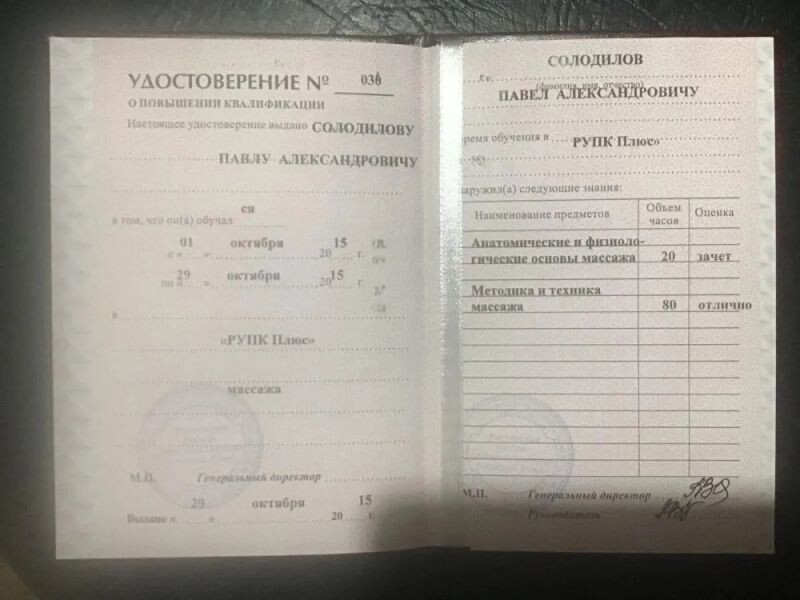 УДОСТОВЕРЕНИЕ №
О ПОВЫШЕНИИ КВАЛИФИКАЦИИ
Настоящее удостоверение выдано СОЛОДИЛОВУ
ПАВЛУ АЛЕКСАНДРОВИЧУ
ся
в том, что он(а) обучал
01 октября 15
с « » 20 г.
29 октября 15
по « » 20 г.
в
«РУПК Плюс»
массажа
М.П. Генеральный директор
29 октября 15
Выдано « » 20 г.
СОЛОДИЛОВ
(фамилия, имя, отчество)
ПАВЕЛ АЛЕКСАНДРОВИЧУ
время обучения в РУПК Плюс»
наружил(а) следующие знания:
Наименование предметов Объем часов Оценка
Анатомические и физиоло-
гические основы массажа 20 зачет
Методика и техника
массажа 80 отлично
М.П. Генеральный директор
Руководитель